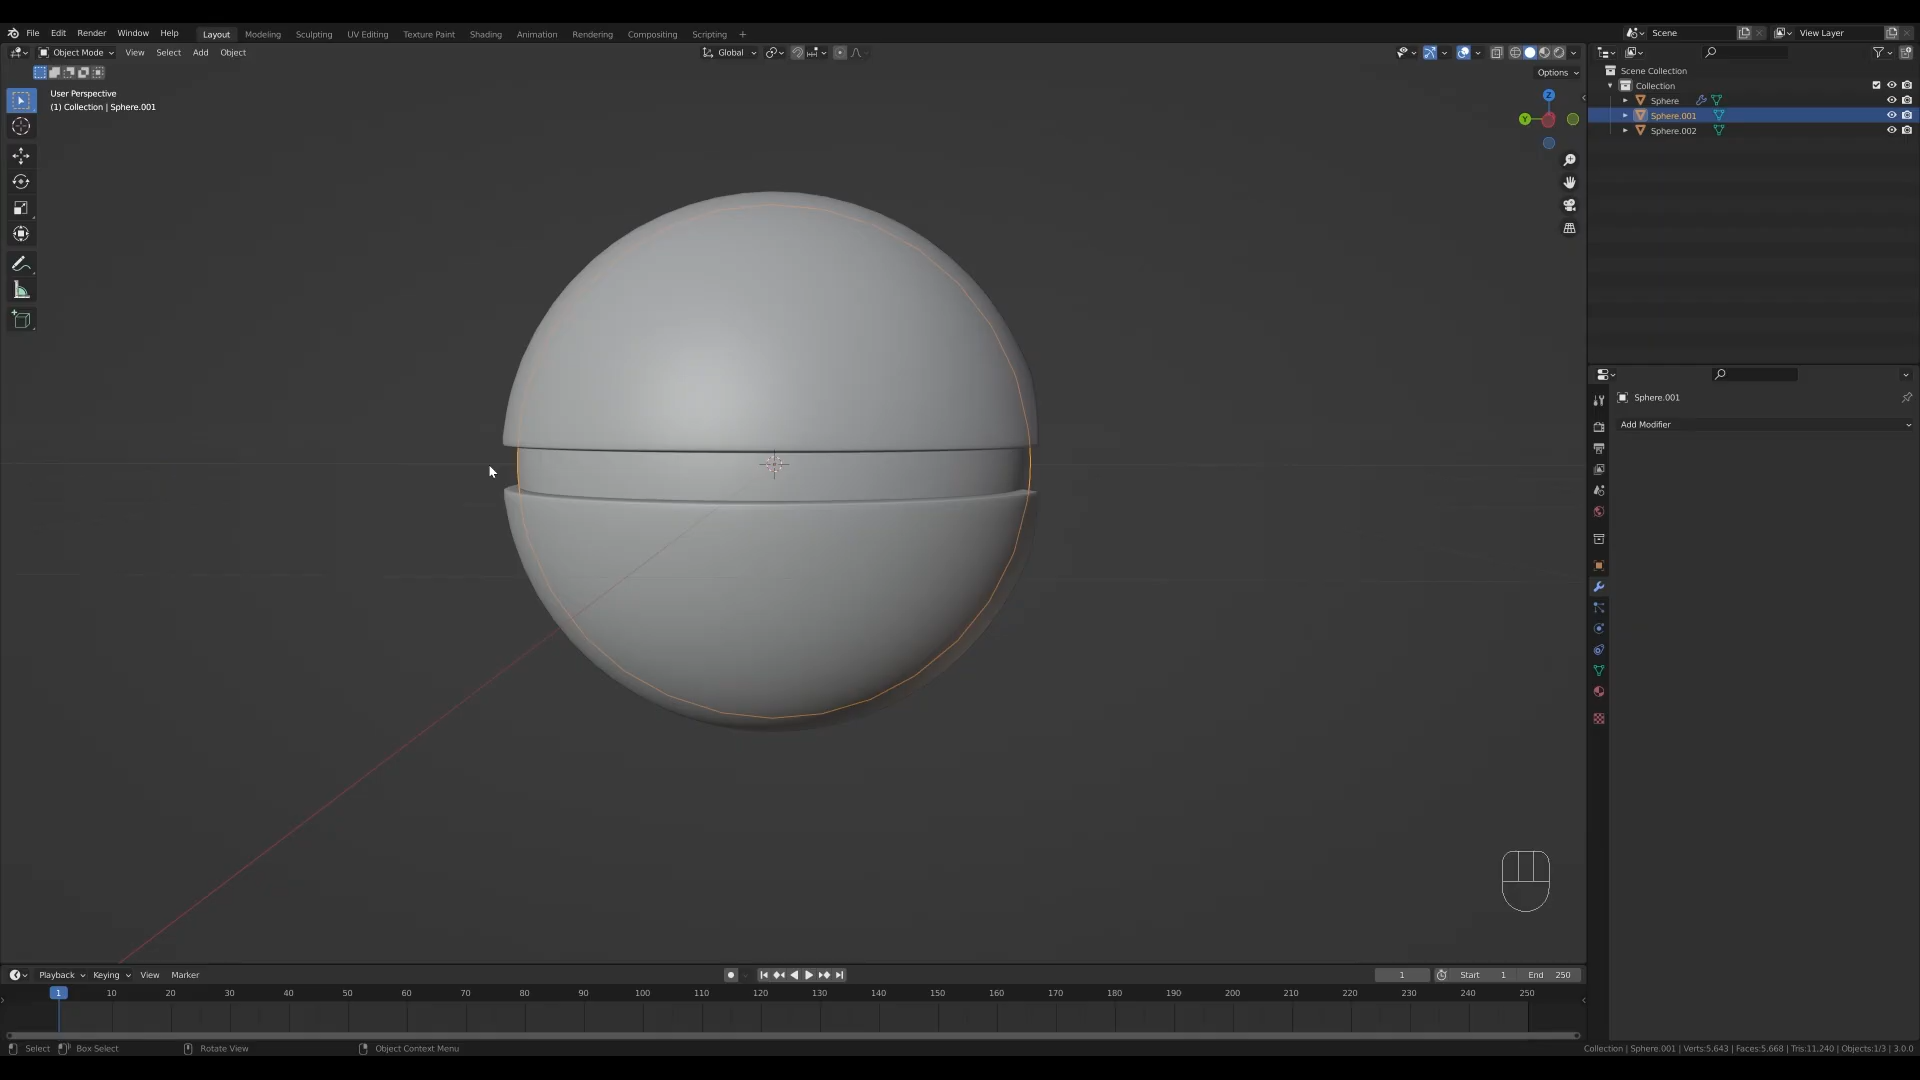 File Edit Render Window Help Layout Modeling Sculpting UV Editing Texture Paint Shading Animation Rendering Compositing Scripting + Scene View Layer
Object Mode View Select Add Object Global
Options
User Perspective
(1) Collection | Sphere.001
Z
Y
Scene Collection
Collection
Sphere
Sphere.001
Sphere.002
Sphere.001
Add Modifier
Playback Keying View Marker 1 Start 1 End 250
1 10 20 30 40 50 60 70 80 90 100 110 120 130 140 150 160 170 180 190 200 210 220 230 240 250
Select Box Select Rotate View Object Context Menu Collection | Sphere.001 | Verts:5.643 | Faces:5.668 | Tris:11.240 | Objects:1/3 | 3.0.0